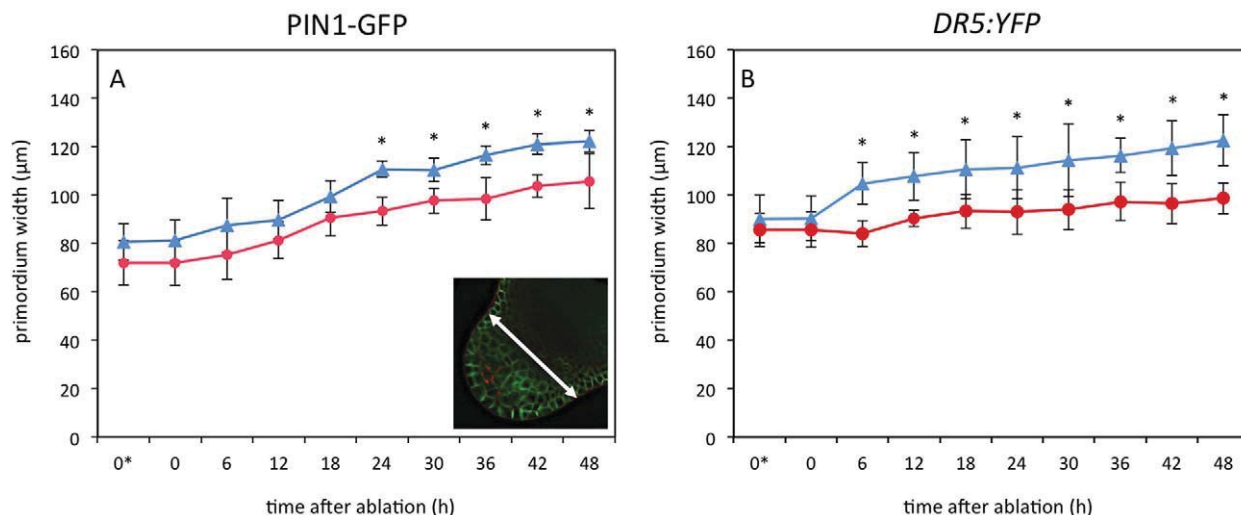 PIN1-GFP
A
160
140
120
100
80
60
40
20
0
primordium width (µm)
* * * * *
0* 0 6 12 18 24 30 36 42 48
time after ablation (h)
DR5:YFP
B
160
140
120
100
80
60
40
20
0
primordium width (µm)
* * * * * * * *
0* 0 6 12 18 24 30 36 42 48
time after ablation (h)